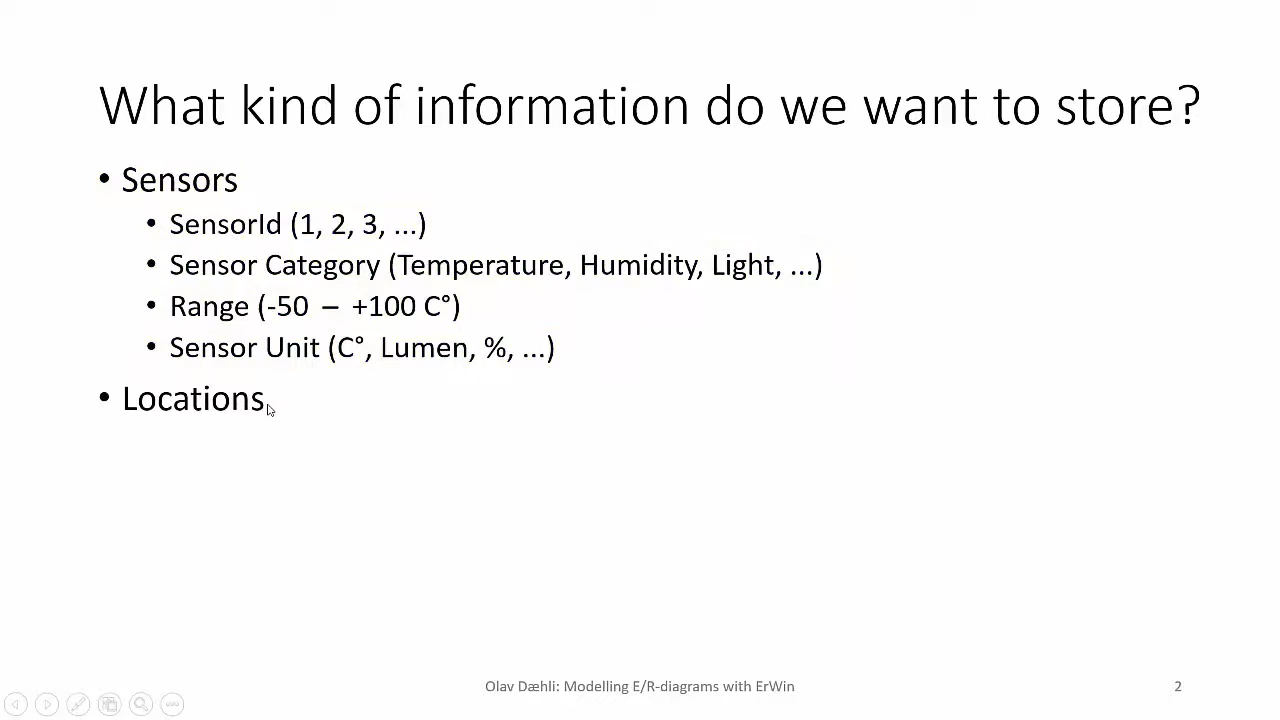 What kind of information do we want to store?
• Sensors
• SensorId (1, 2, 3, ...)
• Sensor Category (Temperature, Humidity, Light, ...)
• Range (-50 – +100 C°)
• Sensor Unit (C°, Lumen, %, ...)
• Locations
Olav Dæhli: Modelling E/R-diagrams with ErWin
2